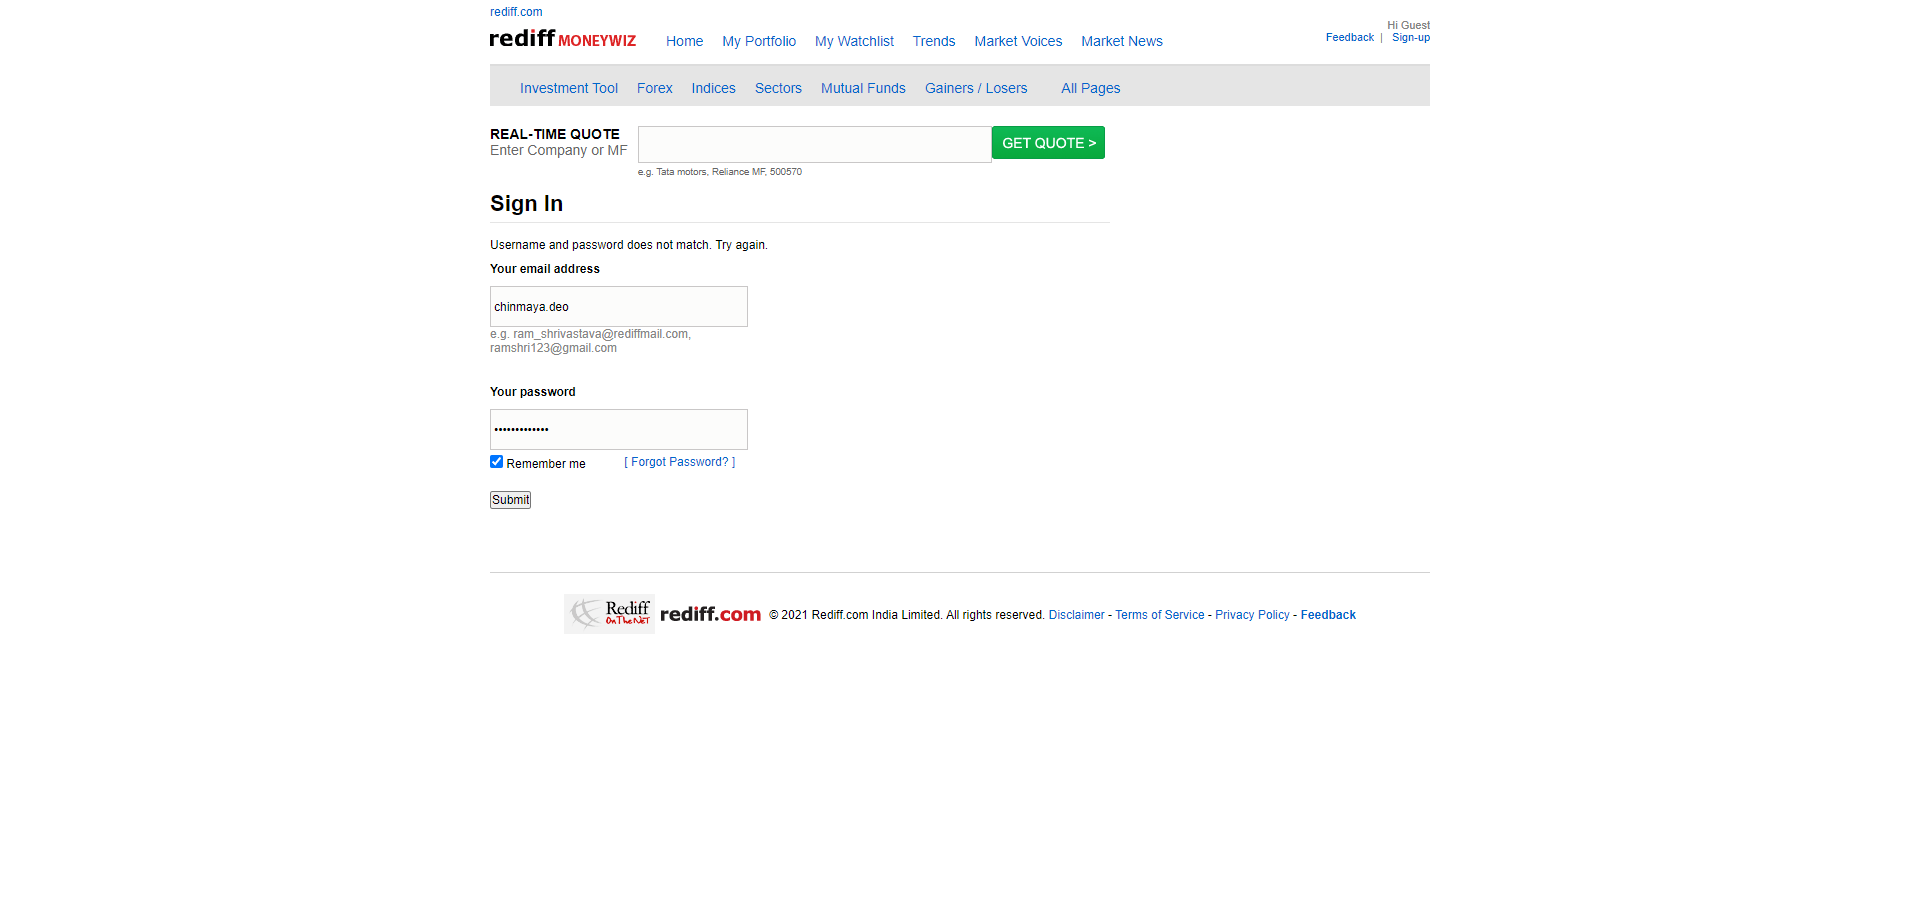 rediff.com
rediff MONEYWIZ Home My Portfolio My Watchlist Trends Market Voices Market News
Hi Guest
Feedback | Sign-up
Investment Tool Forex Indices Sectors Mutual Funds Gainers / Losers All Pages
REAL-TIME QUOTE
Enter Company or MF
GET QUOTE >
e.g. Tata motors, Reliance MF, 500570
Sign In
Username and password does not match. Try again.
Your email address
chinmaya.deo
e.g. ram_shrivastava@rediffmail.com,
ramshri123@gmail.com
Your password
•••••••••••••
Remember me [ Forgot Password? ]
Submit
Rediff
On The NeT
rediff.com © 2021 Rediff.com India Limited. All rights reserved. Disclaimer - Terms of Service - Privacy Policy - Feedback